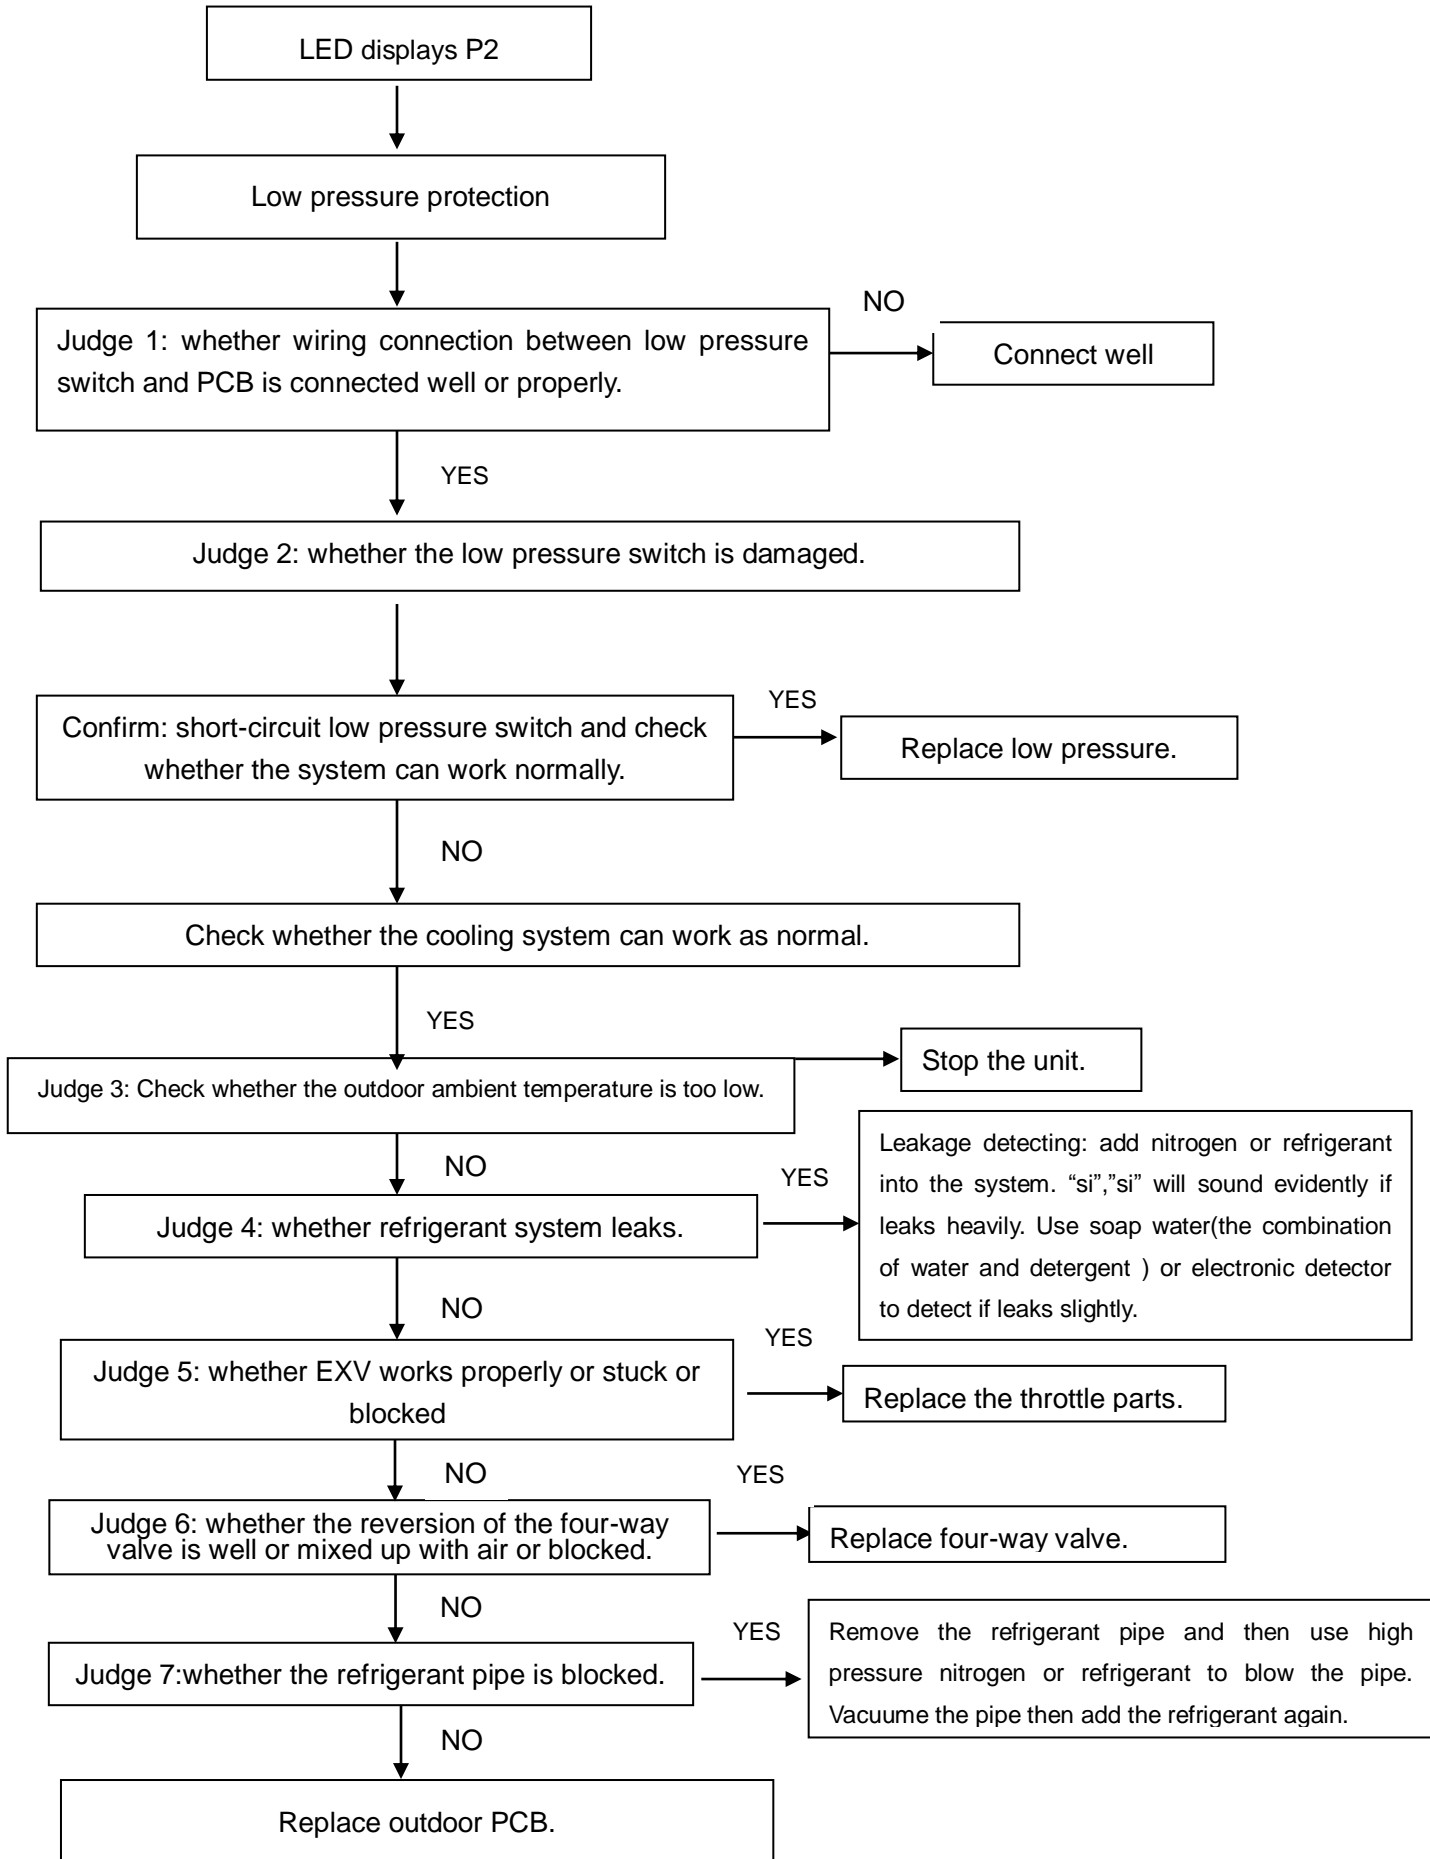 LED displays P2
Low pressure protection
NO
Judge 1: whether wiring connection between low pressure
switch and PCB is connected well or properly.
Connect well
YES
Judge 2: whether the low pressure switch is damaged.
YES
Confirm: short-circuit low pressure switch and check
whether the system can work normally.
Replace low pressure.
NO
Check whether the cooling system can work as normal.
YES
Stop the unit.
Judge 3: Check whether the outdoor ambient temperature is too low.
NO
YES
Judge 4: whether refrigerant system leaks.
Leakage detecting: add nitrogen or refrigerant
into the system. “si”,”si” will sound evidently if
leaks heavily. Use soap water(the combination
of water and detergent ) or electronic detector
to detect if leaks slightly.
NO
YES
Judge 5: whether EXV works properly or stuck or
blocked
Replace the throttle parts.
NO
YES
Judge 6: whether the reversion of the four-way
valve is well or mixed up with air or blocked.
Replace four-way valve.
NO
YES
Judge 7:whether the refrigerant pipe is blocked.
Remove the refrigerant pipe and then use high
pressure nitrogen or refrigerant to blow the pipe.
Vacuume the pipe then add the refrigerant again.
NO
Replace outdoor PCB.